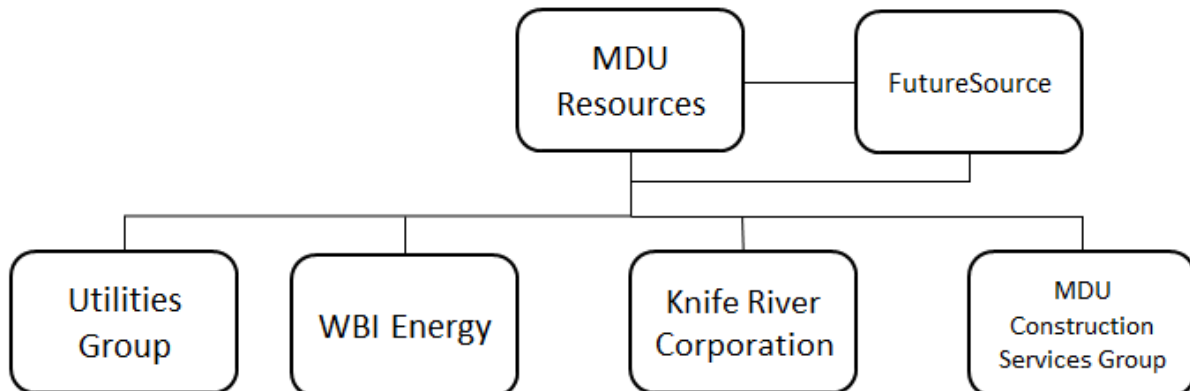 MDU
Resources
FutureSource
Utilities
Group
WBI Energy
Knife River
Corporation
MDU
Construction
Services Group